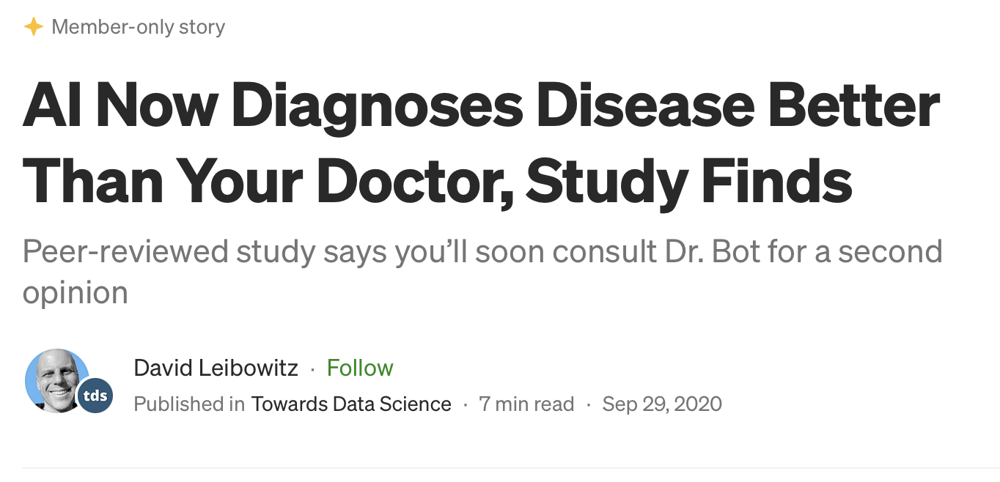 Member-only story
AI Now Diagnoses Disease Better
Than Your Doctor, Study Finds
Peer-reviewed study says you’ll soon consult Dr. Bot for a second
opinion
David Leibowitz · Follow
tds
Published in Towards Data Science · 7 min read · Sep 29, 2020